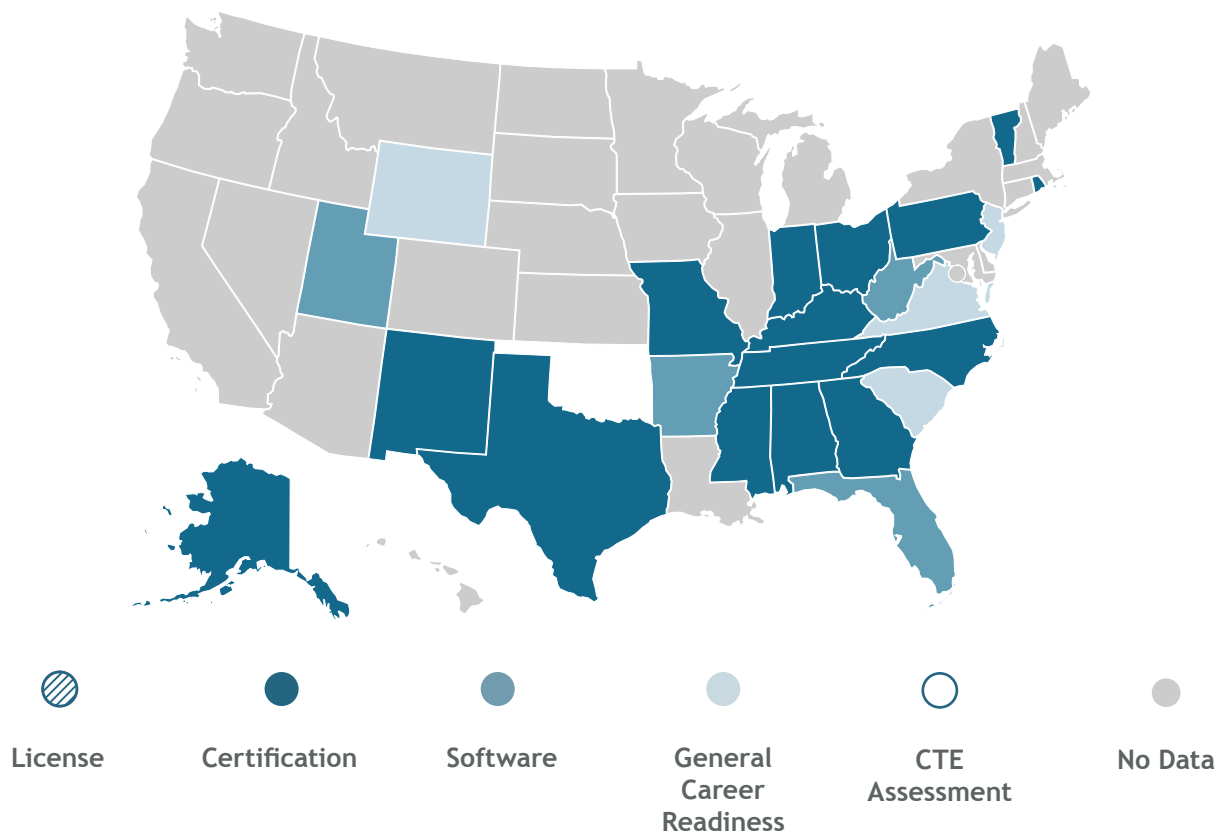 License
Certification
Software
General
Career
Readiness
CTE
Assessment
No Data